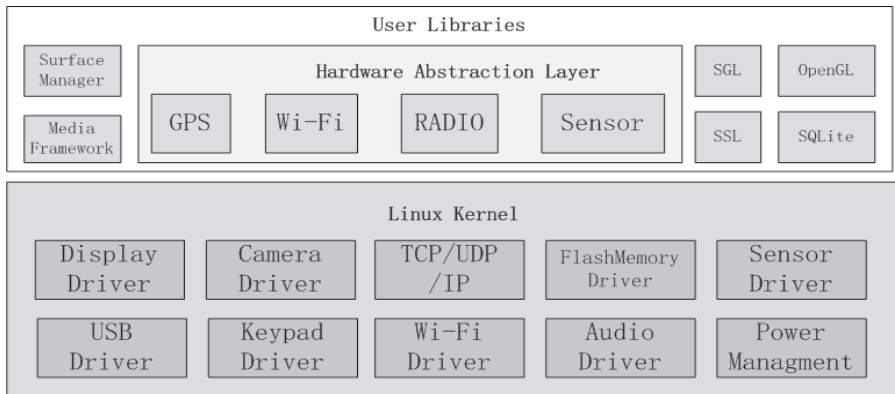 User Libraries
Surface
Manager
Media
Framework
Hardware Abstraction Layer
GPS
Wi-Fi
RADIO
Sensor
SGL
OpenGL
SSL
SQLite
Linux Kernel
Display
Driver
Camera
Driver
TCP/UDP
/IP
FlashMemory
Driver
Sensor
Driver
USB
Driver
Keypad
Driver
Wi-Fi
Driver
Audio
Driver
Power
Managment